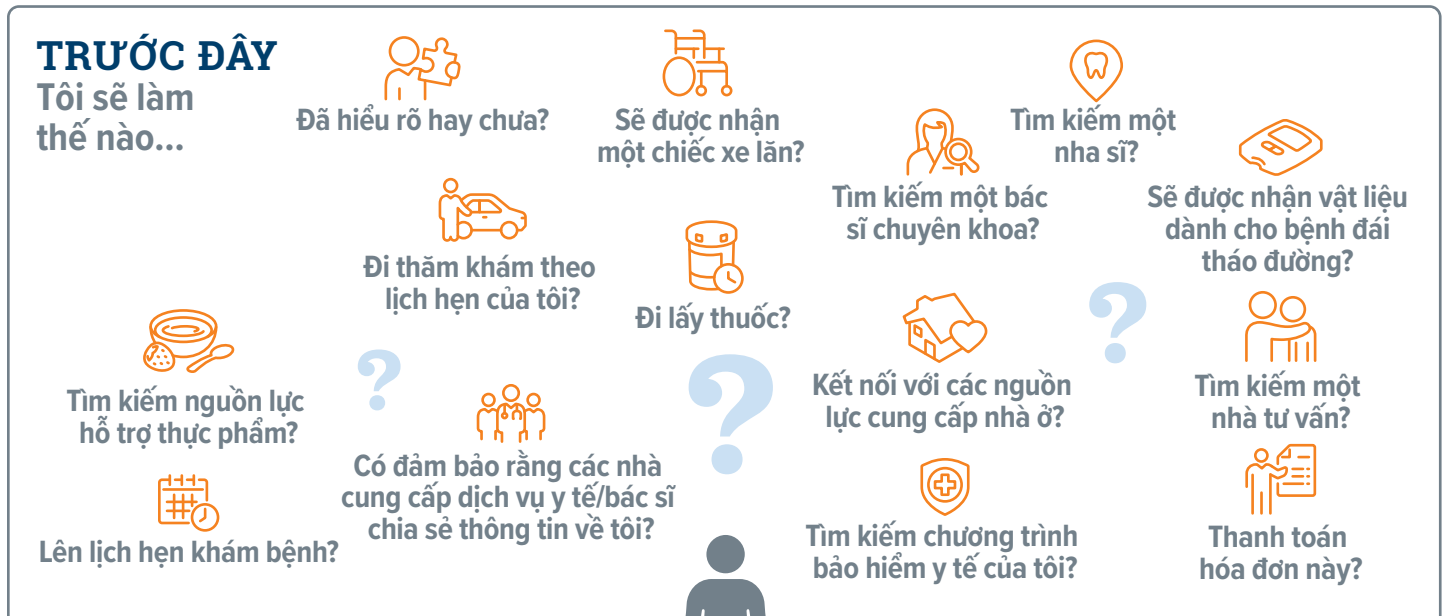 TRƯỚC ĐÂY
Tôi sẽ làm
thế nào...
Đã hiểu rõ hay chưa?
Sẽ được nhận
một chiếc xe lăn?
Tìm kiếm một
nha sĩ?
Tìm kiếm một bác
sĩ chuyên khoa?
Sẽ được nhận vật liệu
dành cho bệnh đái
tháo đường?
Đi thăm khám theo
lịch hẹn của tôi?
Đi lấy thuốc?
?
?
?
Tìm kiếm nguồn lực
hỗ trợ thực phẩm?
Kết nối với các nguồn
lực cung cấp nhà ở?
Tìm kiếm một
nhà tư vấn?
Có đảm bảo rằng các nhà
cung cấp dịch vụ y tế/bác sĩ
chia sẻ thông tin về tôi?
Lên lịch hẹn khám bệnh?
Tìm kiếm chương trình
bảo hiểm y tế của tôi?
Thanh toán
hóa đơn này?